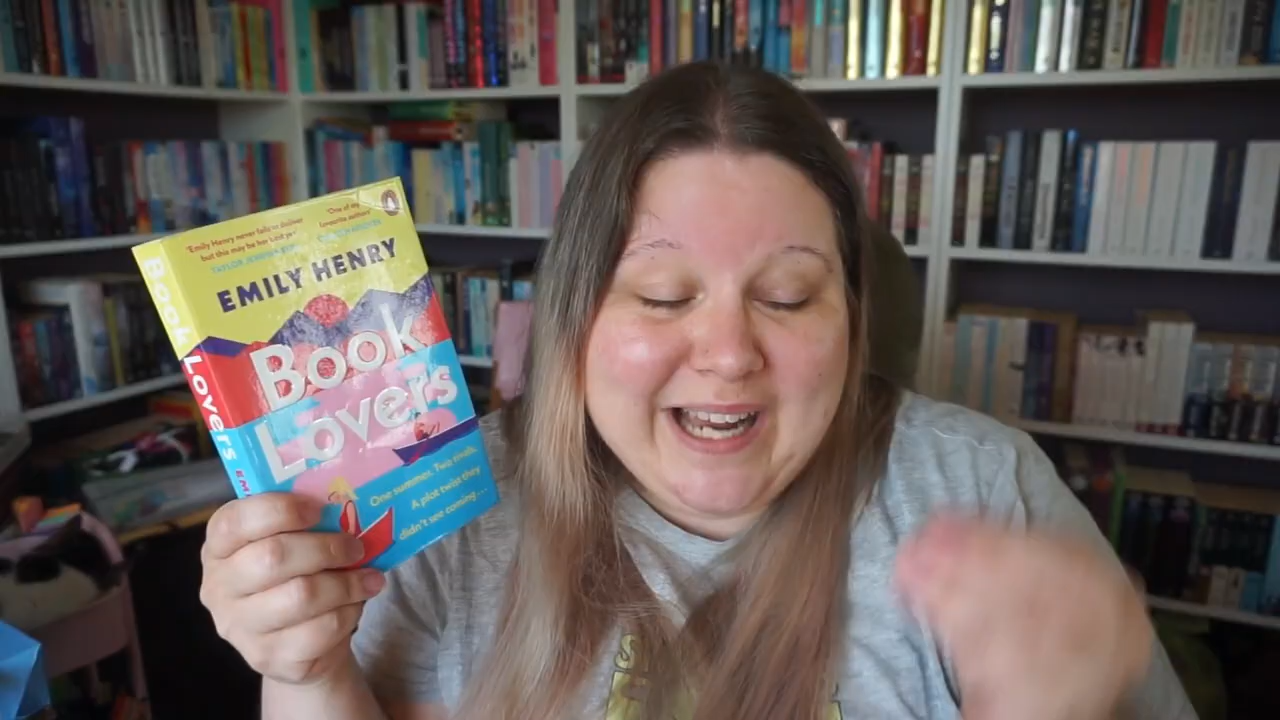 'Emily Henry never fails to deliver
but this may be her best yet'
TAYLOR JENKINS REID
'One of my
favourite authors'
EMILY HENRY
Book
Lovers
One summer. Two rivals.
A plot twist they
didn't see coming...
Book Lovers